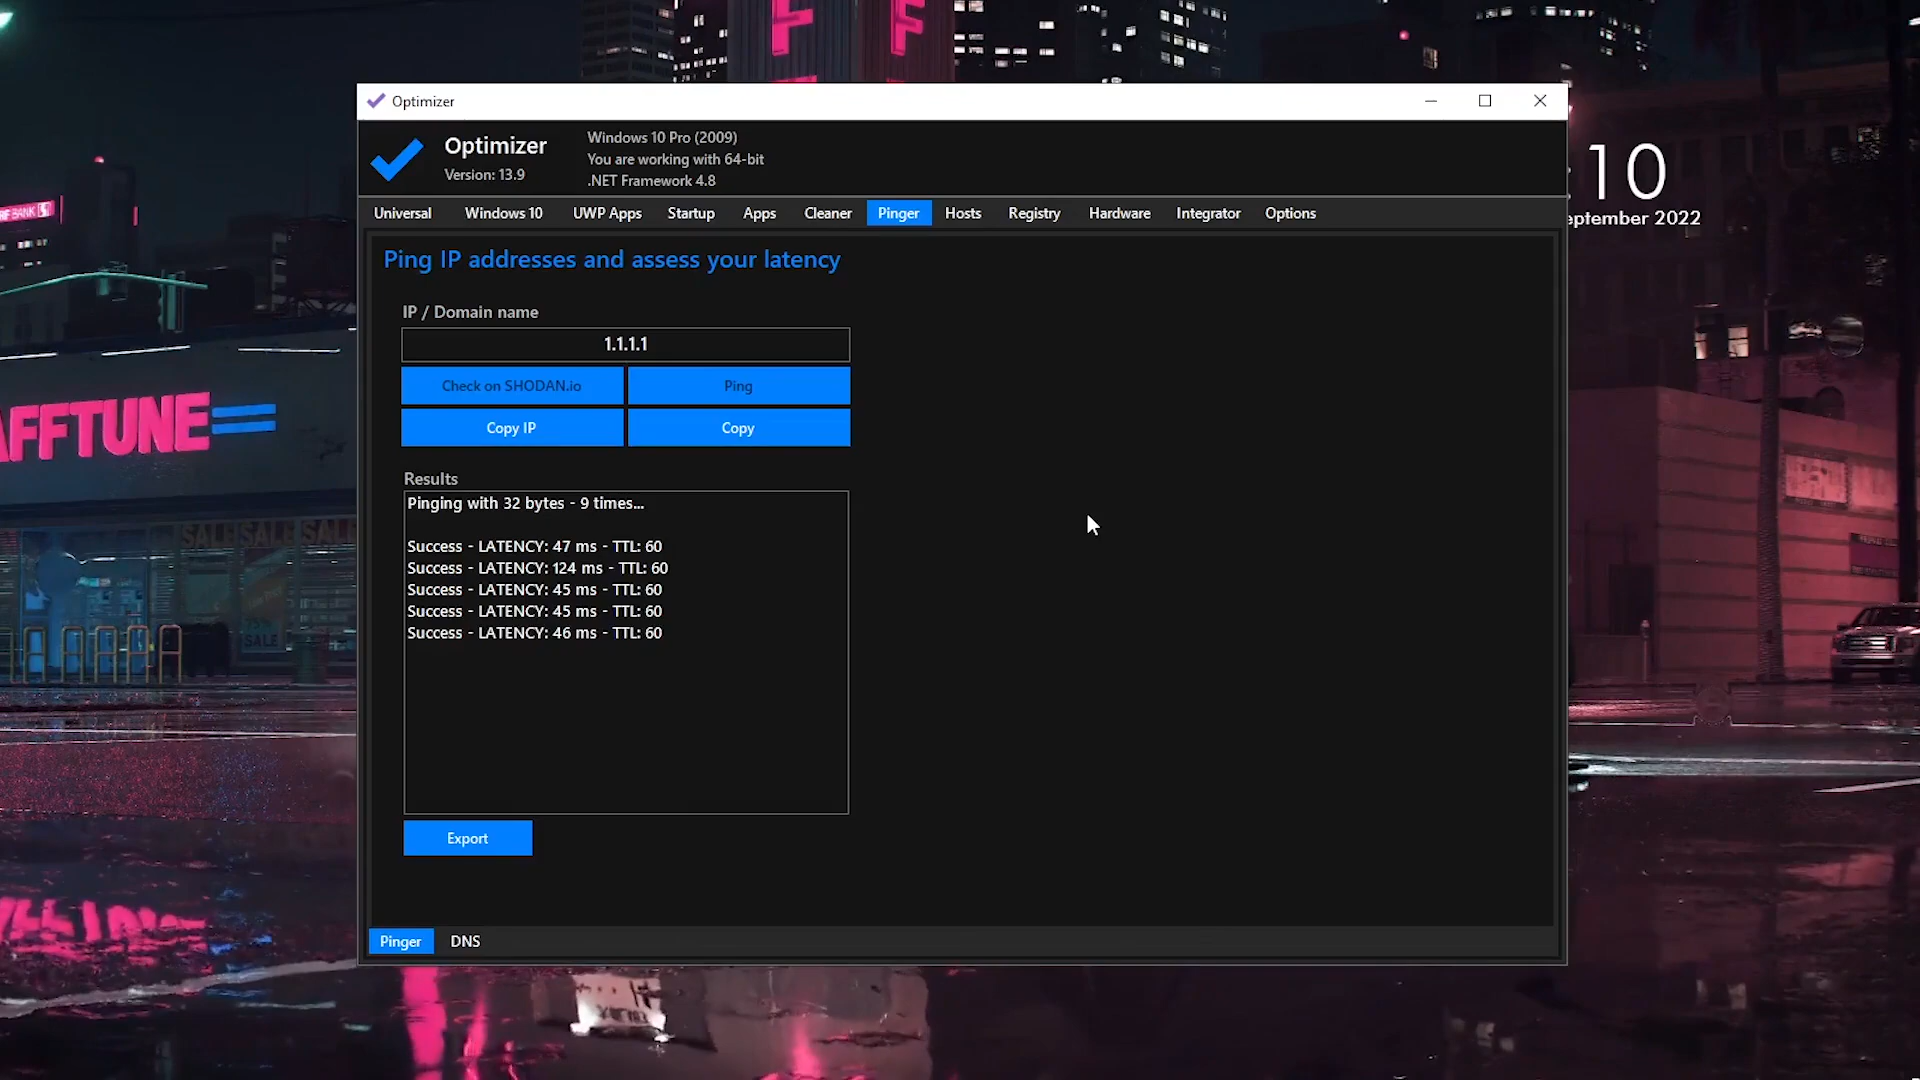 Optimizer
Optimizer
Version: 13.9
Windows 10 Pro (2009)
You are working with 64-bit
.NET Framework 4.8
Universal Windows 10 UWP Apps Startup Apps Cleaner Pinger Hosts Registry Hardware Integrator Options
Ping IP addresses and assess your latency
IP / Domain name
1.1.1.1
Check on SHODAN.io Ping
Copy IP Copy
Results
Pinging with 32 bytes - 9 times...
Success - LATENCY: 47 ms - TTL: 60
Success - LATENCY: 124 ms - TTL: 60
Success - LATENCY: 45 ms - TTL: 60
Success - LATENCY: 45 ms - TTL: 60
Success - LATENCY: 46 ms - TTL: 60
Export
Pinger DNS
:10
eptember 2022
AFFTUNE
BANK
SALE SALE SALE
SALE